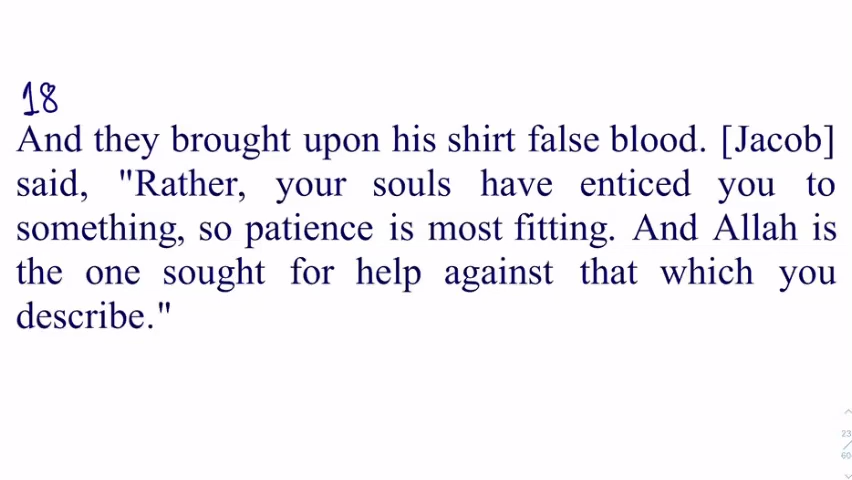 18
And they brought upon his shirt false blood. [Jacob]
said, "Rather, your souls have enticed you to
something, so patience is most fitting. And Allah is
the one sought for help against that which you
describe."
23
60